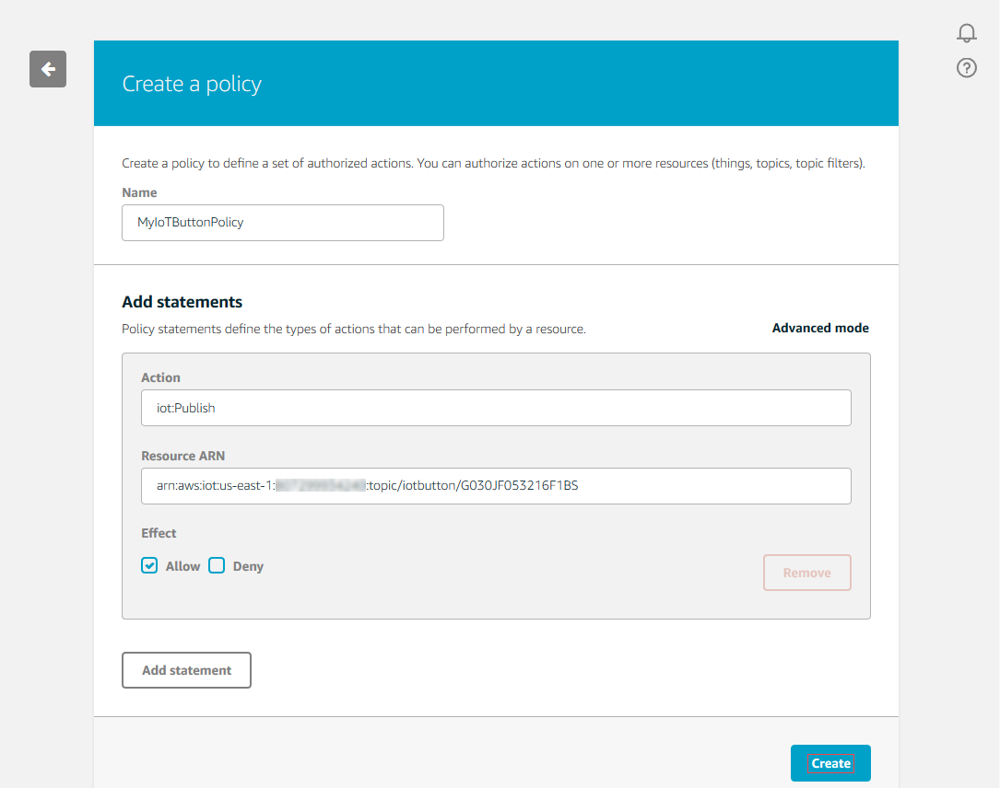 Create a policy
Create a policy to define a set of authorized actions. You can authorize actions on one or more resources (things, topics, topic filters).
Name
MyIoTButtonPolicy
Add statements
Policy statements define the types of actions that can be performed by a resource.
Advanced mode
Action
iot:Publish
Resource ARN
arn:aws:iot:us-east-1: :topic/iotbutton/G030JF053216F1BS
Effect
Allow Deny
Remove
Add statement
Create